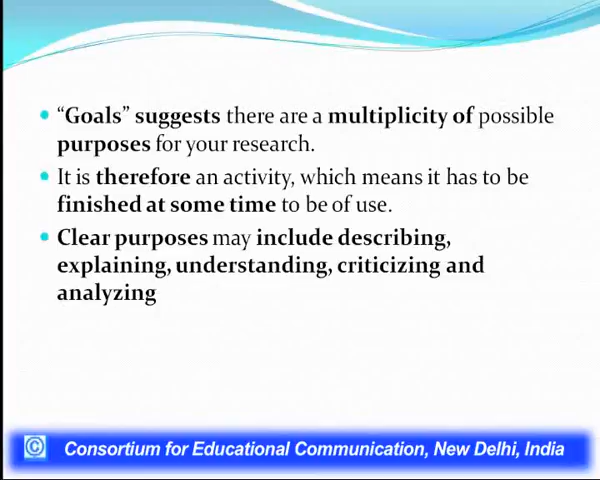 “Goals” suggests there are a multiplicity of possible
purposes for your research.
It is therefore an activity, which means it has to be
finished at some time to be of use.
Clear purposes may include describing,
explaining, understanding, criticizing and
analyzing
© Consortium for Educational Communication, New Delhi, India